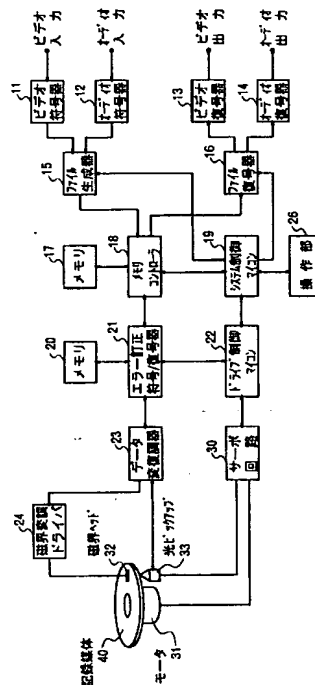 ビデオ
入力
オーディオ
入力
ビデオ
出力
オーディオ
出力
11
ビデオ
符号器
12
オーディオ
符号器
13
ビデオ
復号器
14
オーディオ
復号器
15
ファイル
生成器
16
ファイル
復号器
17
メモリ
18
メモリ
コントローラ
19
システム制御
マイコン
26
操作部
20
メモリ
21
エラー訂正
符号/復号器
22
ドライブ制御
マイコン
23
データ
変復調器
30
サーボ
回路
24
磁界変調
ドライバ
磁界ヘッド
32
光ピックアップ
33
記録媒体
40
モータ
31